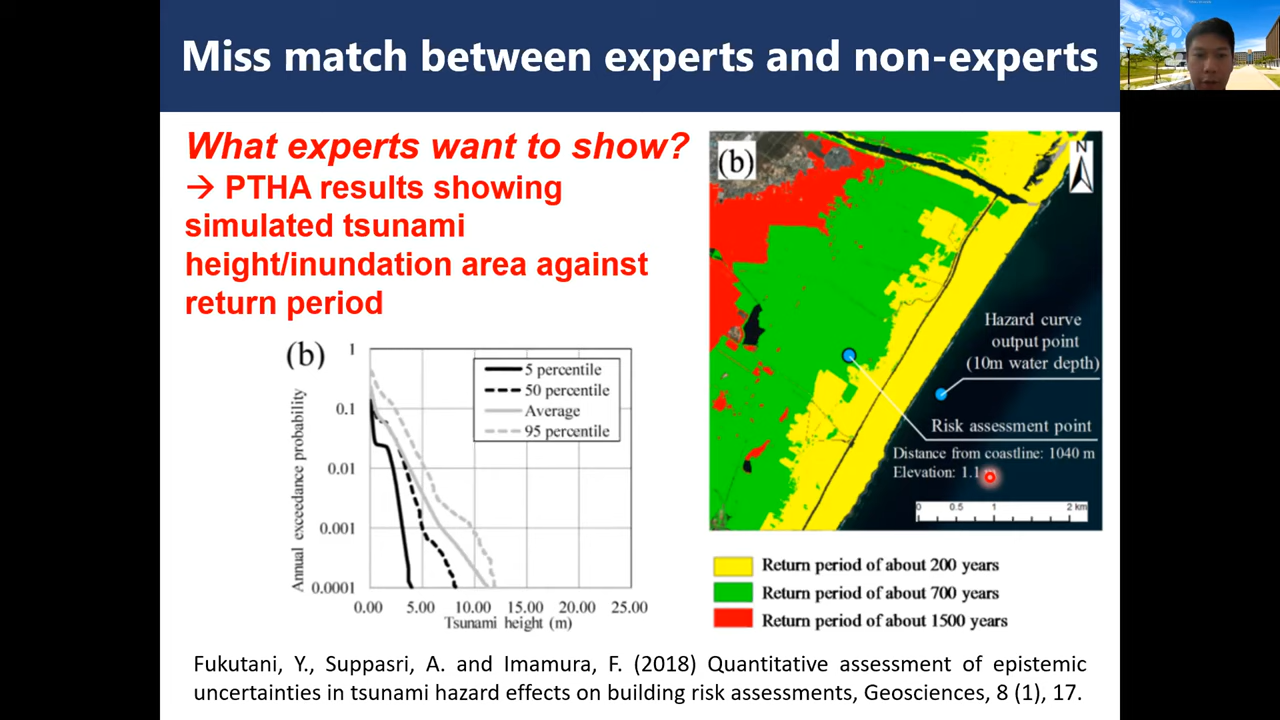 Miss match between experts and non-experts
What experts want to show?
→ PTHA results showing
simulated tsunami
height/inundation area against
return period
(b)
Annual exceedance probability
1
0.1
0.01
0.001
0.0001
5 percentile
50 percentile
Average
95 percentile
0.00 5.00 10.00 15.00 20.00 25.00
Tsunami height (m)
(b)
N
Hazard curve
output point
(10m water depth)
Risk assessment point
Distance from coastline: 1040 m
Elevation: 1.1
0 0.5 1 2 km
Return period of about 200 years
Return period of about 700 years
Return period of about 1500 years
Fukutani, Y., Suppasri, A. and Imamura, F. (2018) Quantitative assessment of epistemic
uncertainties in tsunami hazard effects on building risk assessments, Geosciences, 8 (1), 17.